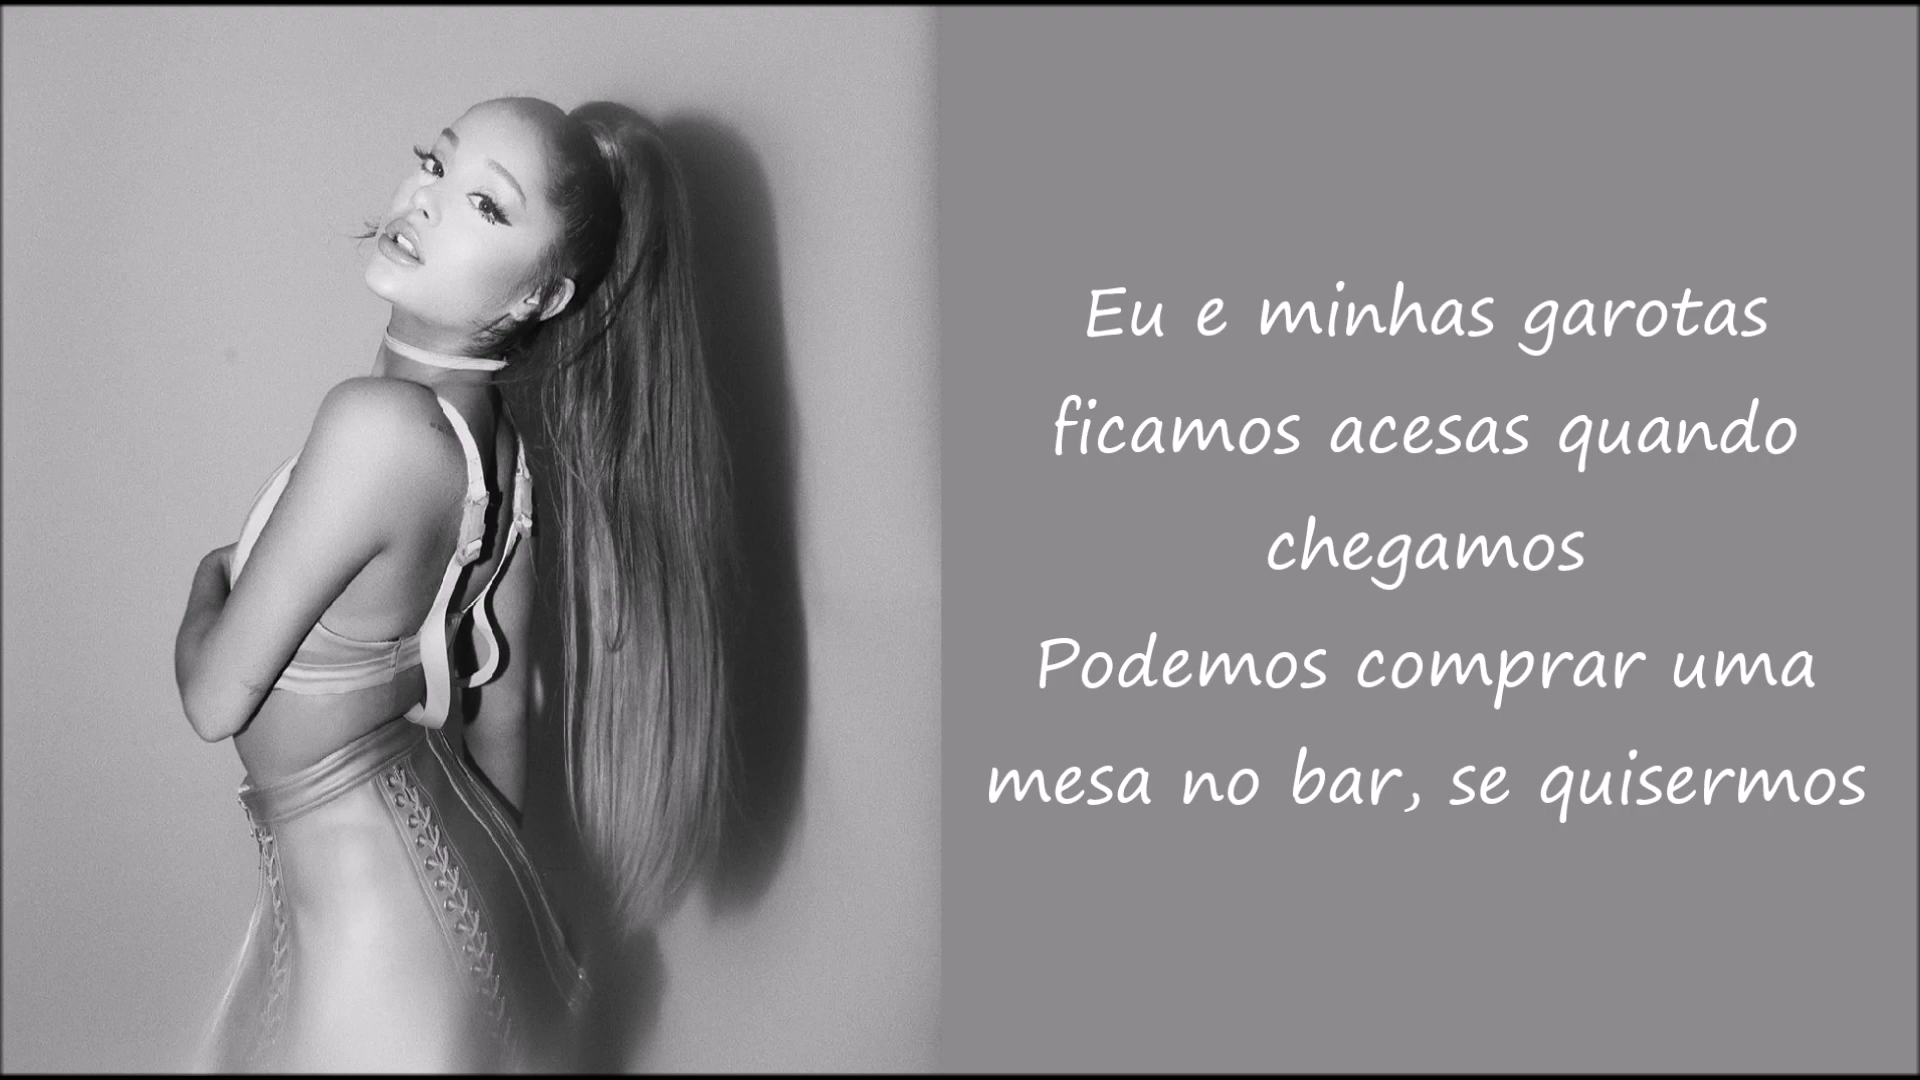 Eu e minhas garotas
ficamos acesas quando
chegamos
Podemos comprar uma
mesa no bar, se quisermos